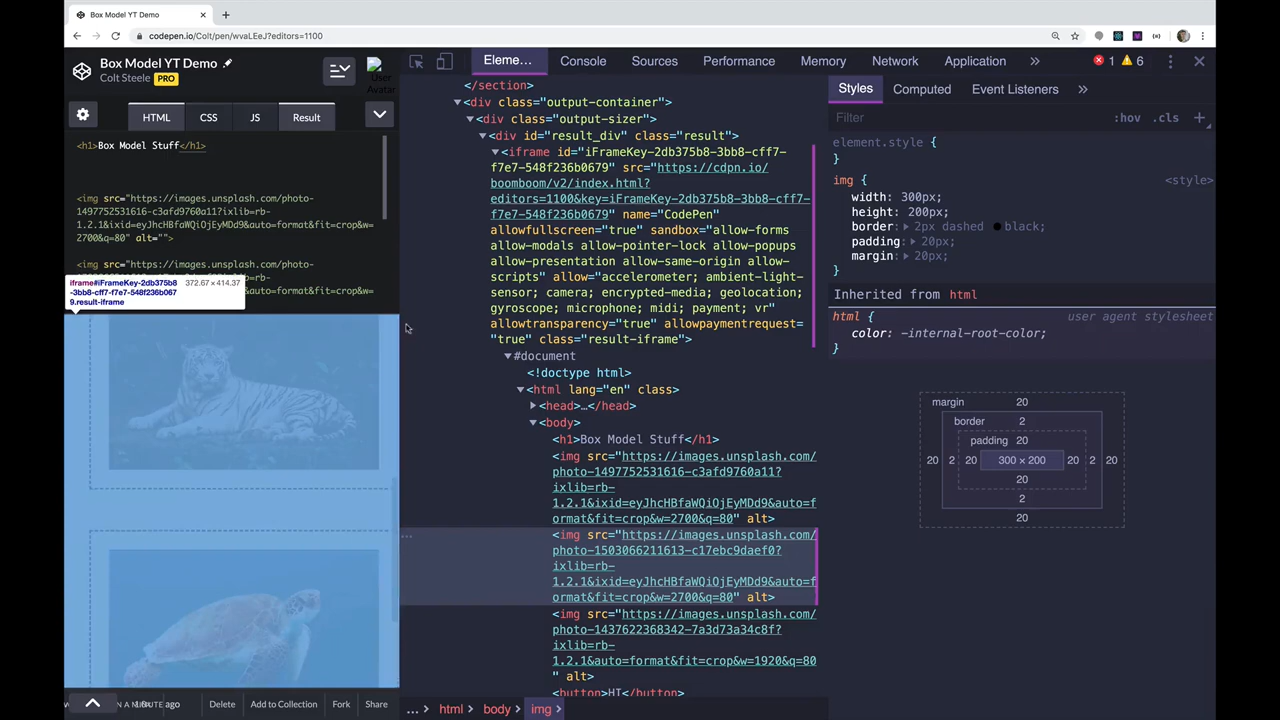 Box Model YT Demo
codepen.io/Colt/pen/wvaLEeJ?editors=1100
Box Model YT Demo
Colt Steele PRO
User
Avatar
HTML CSS JS Result
<h1>Box Model Stuff</h1>
<img src="https://images.unsplash.com/
photo-
1497752531616-c3afd9760a11?ixlib=rb-
1.2.1&ixid=eyJhcHBfaWQiOjEyMDd9&auto=format&fit=crop&w=
2700&q=80" alt="">
<img src="https://images.unsplash.com/
iframe#iFrameKey-2db375b8
-3bb8-cff7-f7e7-548f236b067
9.result-iframe
372.67 × 414.37
Delete Add to Collection Fork Share
Eleme… Console Sources Performance Memory Network Application » 1 6
</section>
<div class="output-container">
<div class="output-sizer">
<div id="result_div" class="result">
<iframe id="iFrameKey-2db375b8-3bb8-cff7-
f7e7-548f236b0679" src="https://cdpn.io/
boomboom/v2/index.html?
editors=1100&key=iFrameKey-2db375b8-3bb8-cff7-
f7e7-548f236b0679" name="CodePen"
allowfullscreen="true" sandbox="allow-forms
allow-modals allow-pointer-lock allow-popups
allow-presentation allow-same-origin allow-
scripts" allow="accelerometer; ambient-light-
sensor; camera; encrypted-media; geolocation;
gyroscope; microphone; midi; payment; vr"
allowtransparency="true" allowpaymentrequest=
"true" class="result-iframe">
#document
<!doctype html>
<html lang="en" class>
<head>…</head>
<body>
<h1>Box Model Stuff</h1>
<img src="https://images.unsplash.com/
photo-1497752531616-c3afd9760a11?
ixlib=rb-
1.2.1&ixid=eyJhcHBfaWQiOjEyMDd9&auto=f
ormat&fit=crop&w=2700&q=80" alt>
… <img src="https://images.unsplash.com/
photo-1503066211613-c17ebc9daef0?
ixlib=rb-
1.2.1&ixid=eyJhcHBfaWQiOjEyMDd9&auto=f
ormat&fit=crop&w=2700&q=80" alt>
<img src="https://images.unsplash.com/
photo-1437622368342-7a3d73a34c8f?
ixlib=rb-
1.2.1&auto=format&fit=crop&w=1920&q=80
" alt>
<button>HI</button>
… html body img
Styles Computed Event Listeners »
Filter :hov .cls +
element.style {
}
img { <style>
width: 300px;
height: 200px;
border: 2px dashed black;
padding: 20px;
margin: 20px;
}
Inherited from html
html { user agent stylesheet
color: -internal-root-color;
}
margin 20
border 2
padding 20
20 2 20 300 × 200 20 2 20
20
2
20